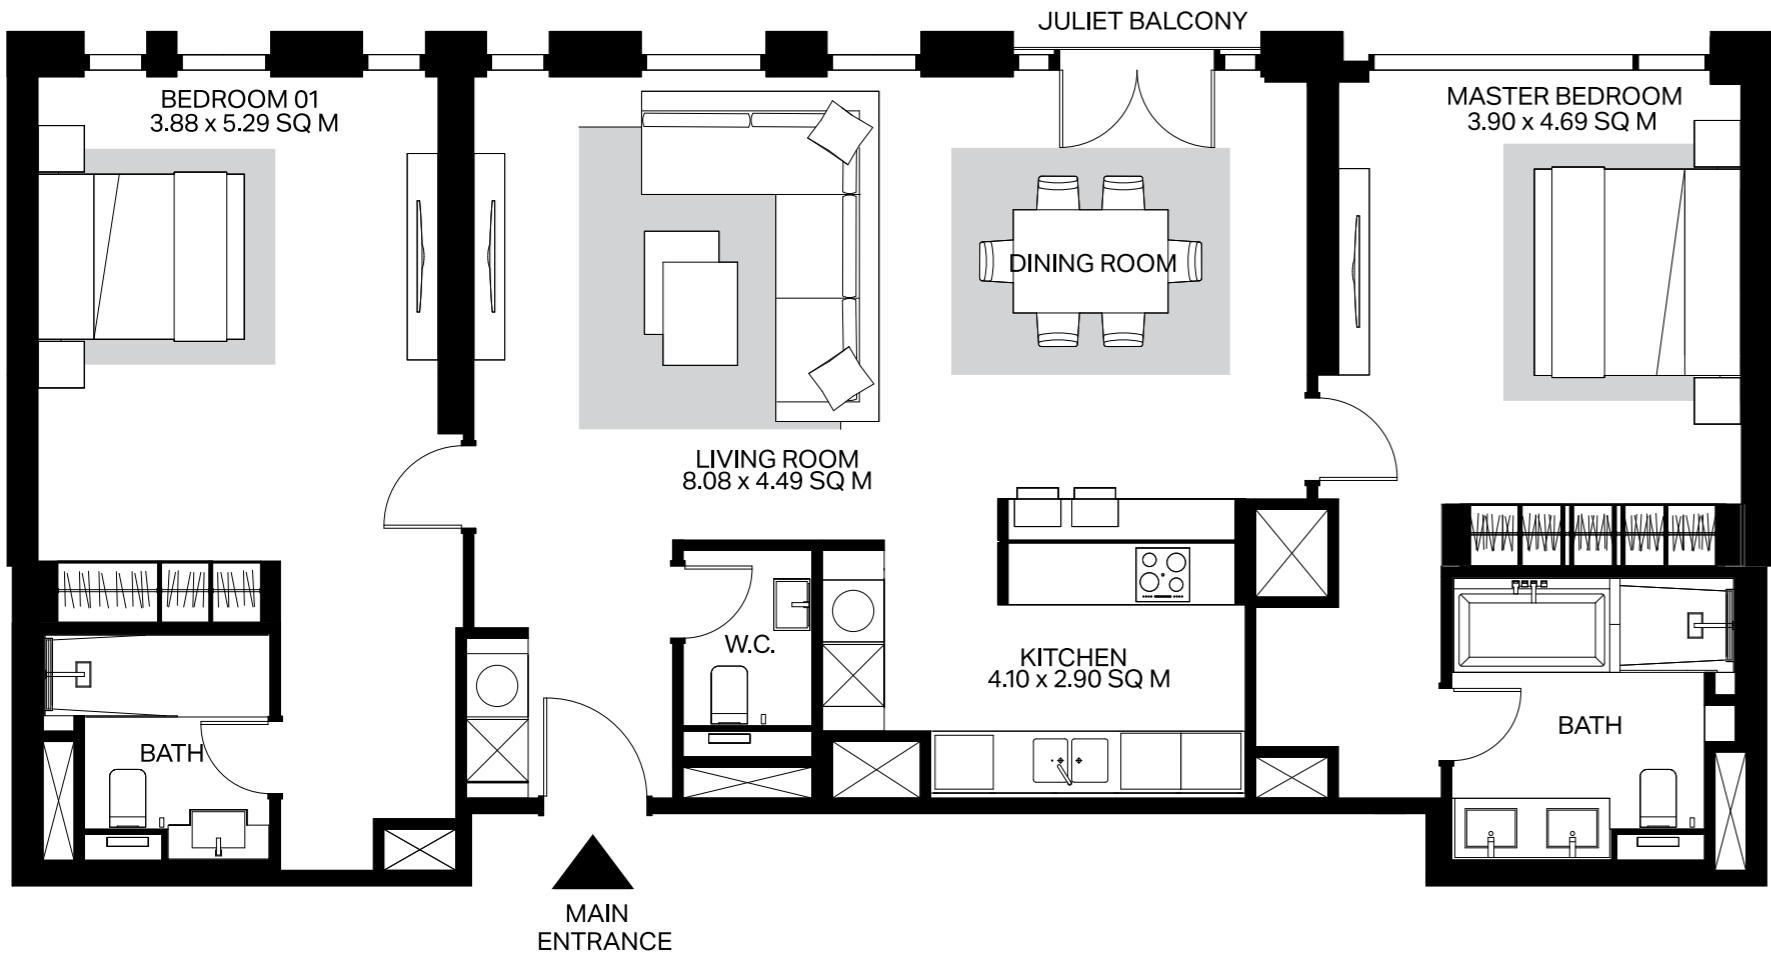 JULIET BALCONY
BEDROOM 01
3.88 x 5.29 SQ M
MASTER BEDROOM
3.90 x 4.69 SQ M
DINING ROOM
LIVING ROOM
8.08 x 4.49 SQ M
W.C.
KITCHEN
4.10 x 2.90 SQ M
BATH
BATH
MAIN
ENTRANCE